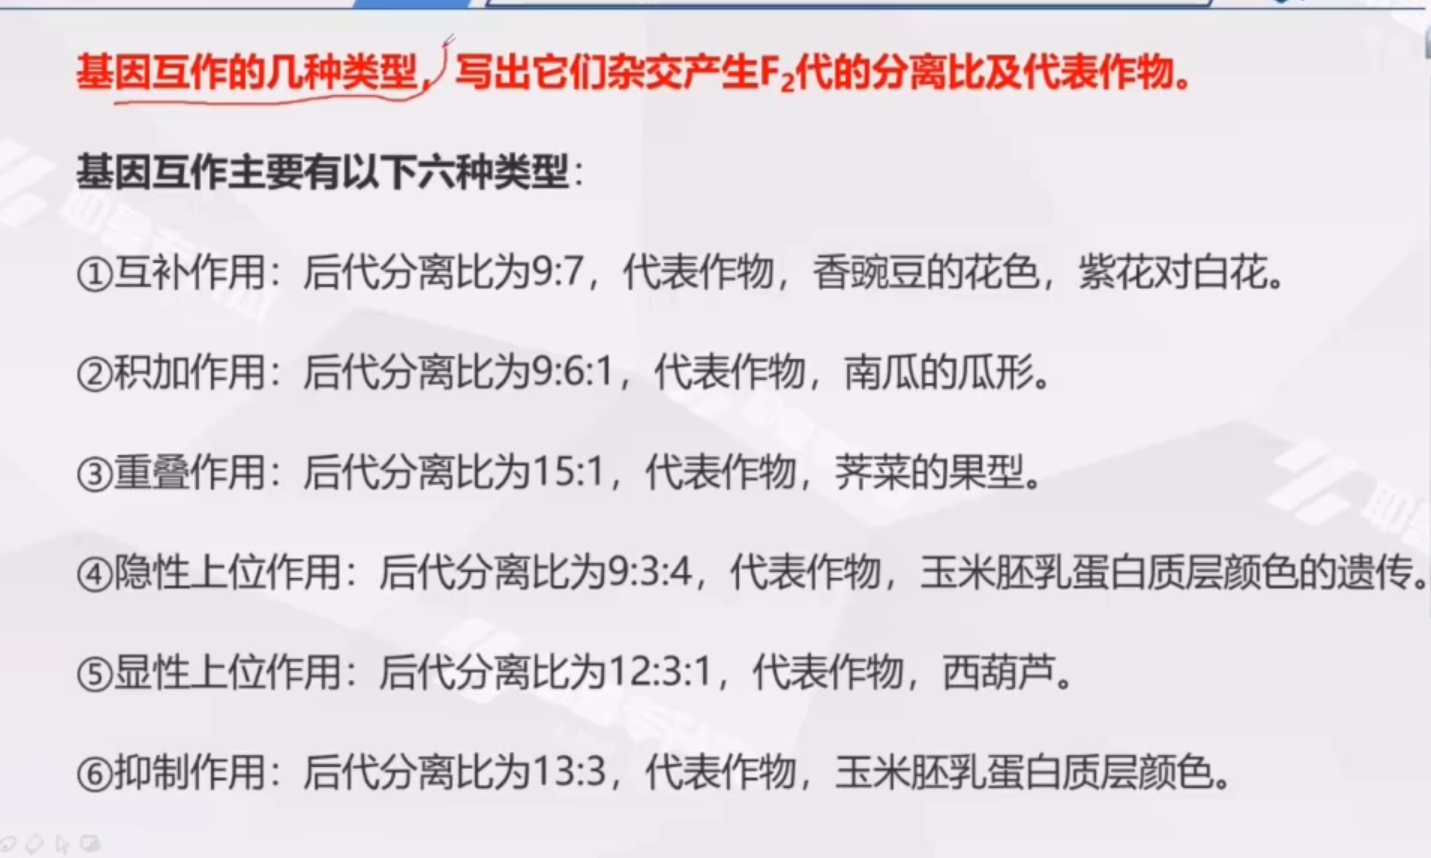 基因互作的几种类型，写出它们杂交产生F₂代的分离比及代表作物。
基因互作主要有以下六种类型：
①互补作用：后代分离比为9:7，代表作物，香豌豆的花色，紫花对白花。
②积加作用：后代分离比为9:6:1，代表作物，南瓜的瓜形。
③重叠作用：后代分离比为15:1，代表作物，荠菜的果型。
④隐性上位作用：后代分离比为9:3:4，代表作物，玉米胚乳蛋白质层颜色的遗传。
⑤显性上位作用：后代分离比为12:3:1，代表作物，西葫芦。
⑥抑制作用：后代分离比为13:3，代表作物，玉米胚乳蛋白质层颜色。